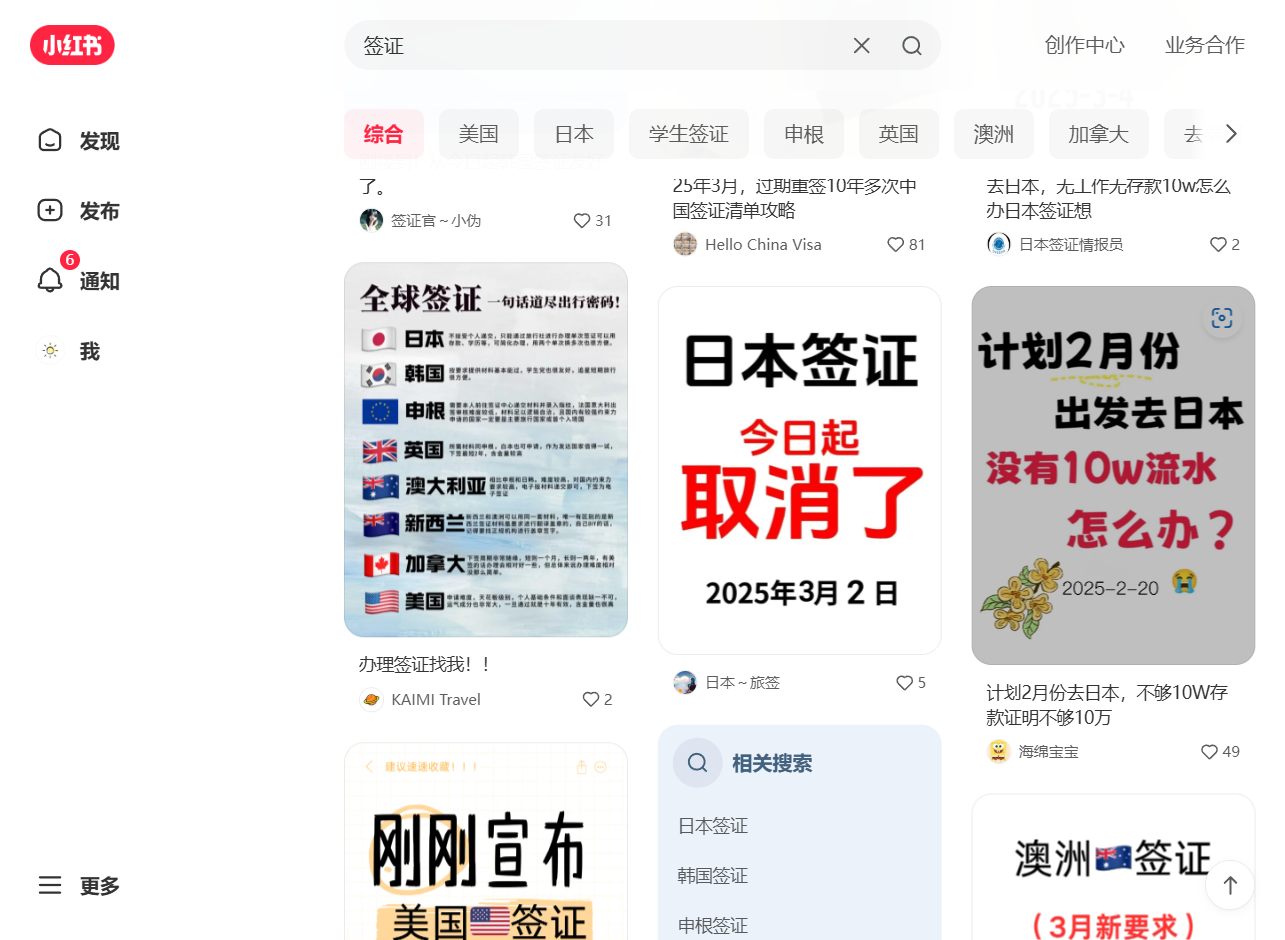 小红书
签证
创作中心
业务合作
综合
美国
日本
学生签证
申根
英国
澳洲
加拿大
去
发现
发布
6
通知
我
更多
了。
签证官～小伪
31
全球签证 一句话道尽出行密码！
日本
韩国
申根
英国
澳大利亚
新西兰
加拿大
美国
办理签证找我！！
KAIMI Travel
2
建议速速收藏！！！
刚刚宣布
美国签证
25年3月，过期重签10年多次中
国签证清单攻略
Hello China Visa
81
日本签证
今日起
取消了
2025年3月 2 日
日本～旅签
5
相关搜索
日本签证
韩国签证
申根签证
去日本，无工作无存款10w怎么
办日本签证想
日本签证情报员
2
计划2月份
出发去日本
没有10w流水
怎么办？
2025-2-20
计划2月份去日本，不够10W存
款证明不够10万
海绵宝宝
49
澳洲签证
（3月新要求）